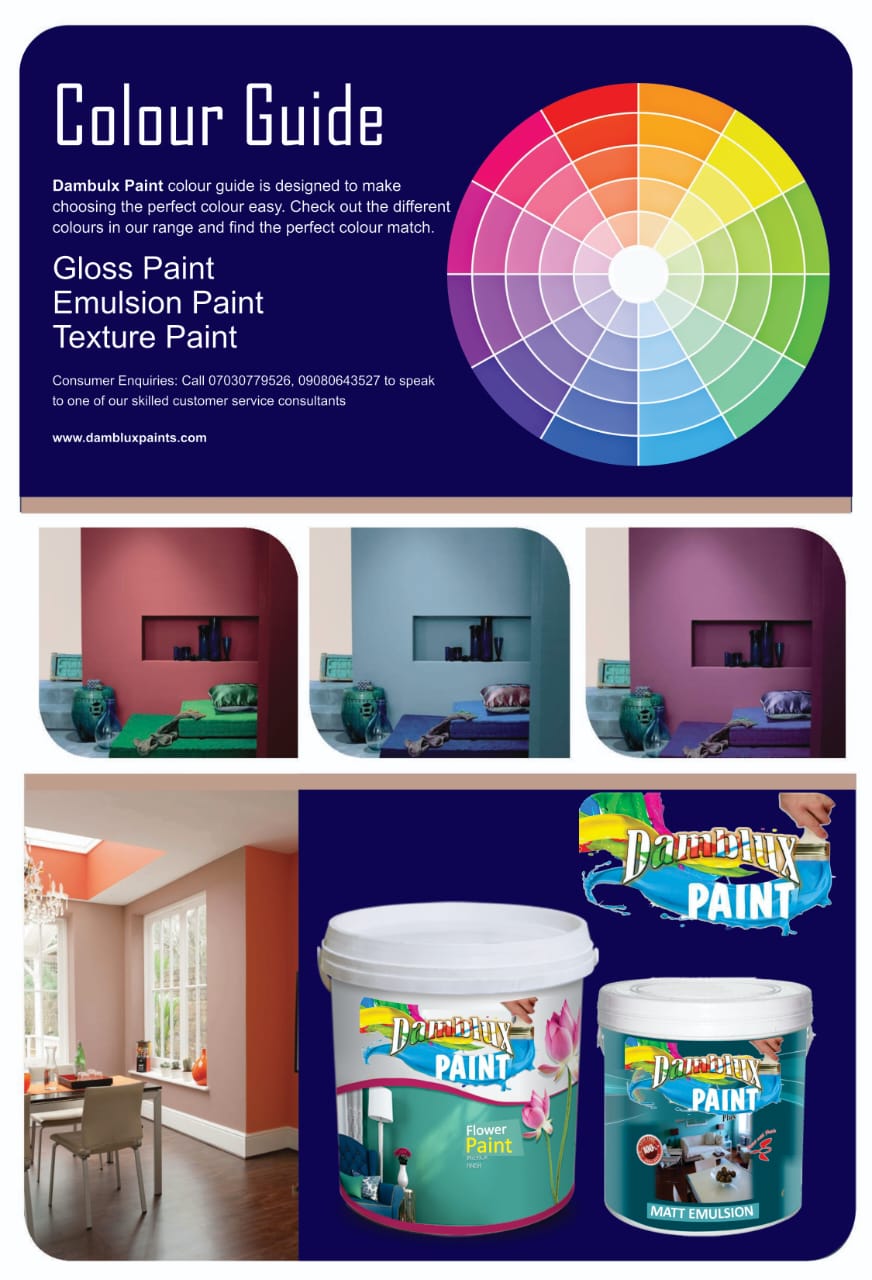 Colour Guide
Dambulx Paint colour guide is designed to make
choosing the perfect colour easy. Check out the different
colours in our range and find the perfect colour match.
Gloss Paint
Emulsion Paint
Texture Paint
Consumer Enquiries: Call 07030779526, 09080643527 to speak
to one of our skilled customer service consultants
www.dambluxpaints.com
Damblux
PAINT
Damblux
PAINT
Flower
Paint
FINISH
Damblux
PAINT
Plus
100%
MATT EMULSION